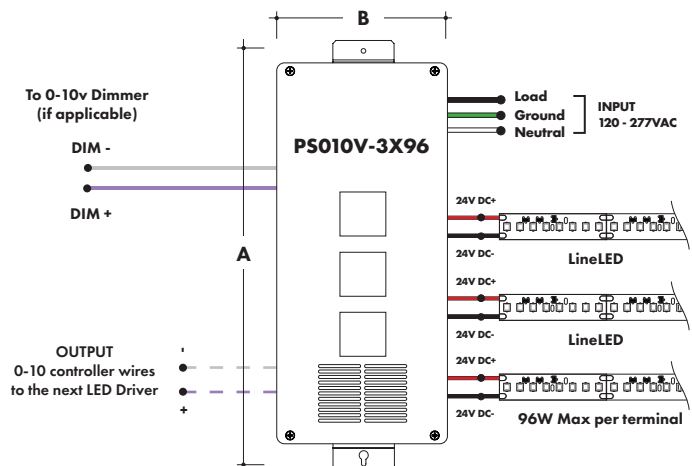 B
To 0-10v Dimmer
(if applicable)
DIM -
DIM +
A
PS010V-3X96
Load
Ground
Neutral
INPUT
120 - 277VAC
24V DC+
24V DC-
LineLED
24V DC+
24V DC-
LineLED
24V DC+
24V DC-
96W Max per terminal
OUTPUT
0-10 controller wires
to the next LED Driver
-
+